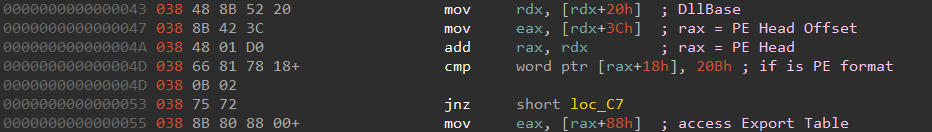 0000000000000043 038 48 8B 52 20 mov rdx, [rdx+20h] ; DllBase
0000000000000047 038 8B 42 3C mov eax, [rdx+3Ch] ; rax = PE Head Offset
000000000000004A 038 48 01 D0 add rax, rdx ; rax = PE Head
000000000000004D 038 66 81 78 18+ cmp word ptr [rax+18h], 20Bh ; if is PE format
000000000000004D 038 0B 02
0000000000000053 038 75 72 jnz short loc_C7
0000000000000055 038 8B 80 88 00+ mov eax, [rax+88h] ; access Export Table